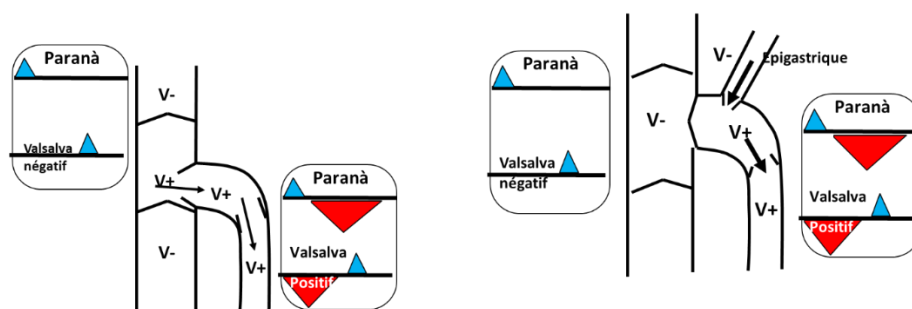 Paranà
Valsalva
négatif
V-
V+
V+
V-
V+
Paranà
Valsalva
Positif
Paranà
Valsalva
négatif
V-
Epigastrique
V-
V+
V+
Paranà
Valsalva
Positif